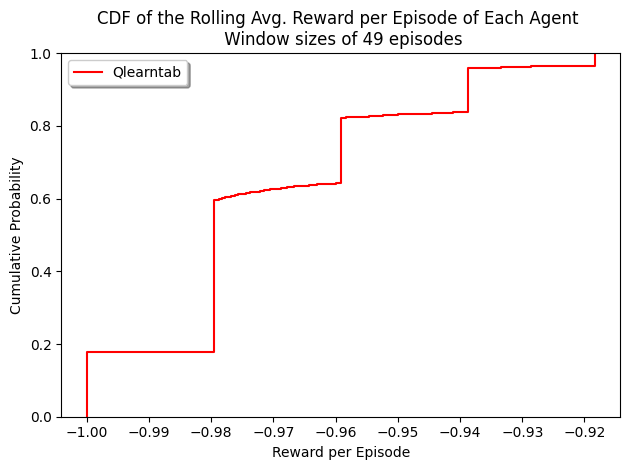 CDF of the Rolling Avg. Reward per Episode of Each Agent
Window sizes of 49 episodes
Qlearntab
1.0
0.8
0.6
0.4
0.2
0.0
Cumulative Probability
−1.00 −0.99 −0.98 −0.97 −0.96 −0.95 −0.94 −0.93 −0.92
Reward per Episode